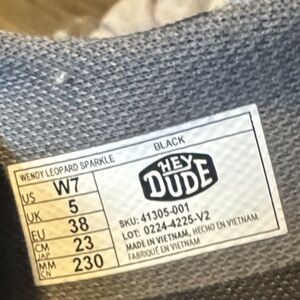 WENDY LEOPARD SPARKLE BLACK
US W7
UK 5
EU 38
CM JAP 23
MM CN 230
HEY
DUDE
SKU: 41305-001
LOT: 0224-4225-V2
MADE IN VIETNAM, HECHO EN VIETNAM
FABRIQUÉ EN VIETNAM